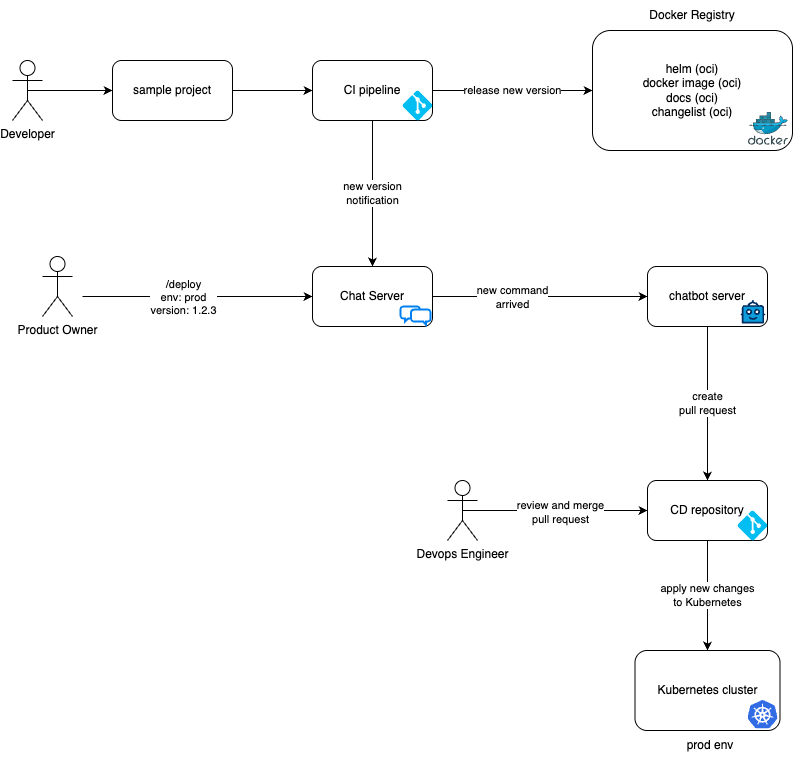 Docker Registry
Developer
sample project
CI pipeline
release new version
helm (oci)
docker image (oci)
docs (oci)
changelist (oci)
docker
new version
notification
Product Owner
/deploy
env: prod
version: 1.2.3
Chat Server
new command
arrived
chatbot server
create
pull request
Devops Engineer
review and merge
pull request
CD repository
apply new changes
to Kubernetes
Kubernetes cluster
prod env